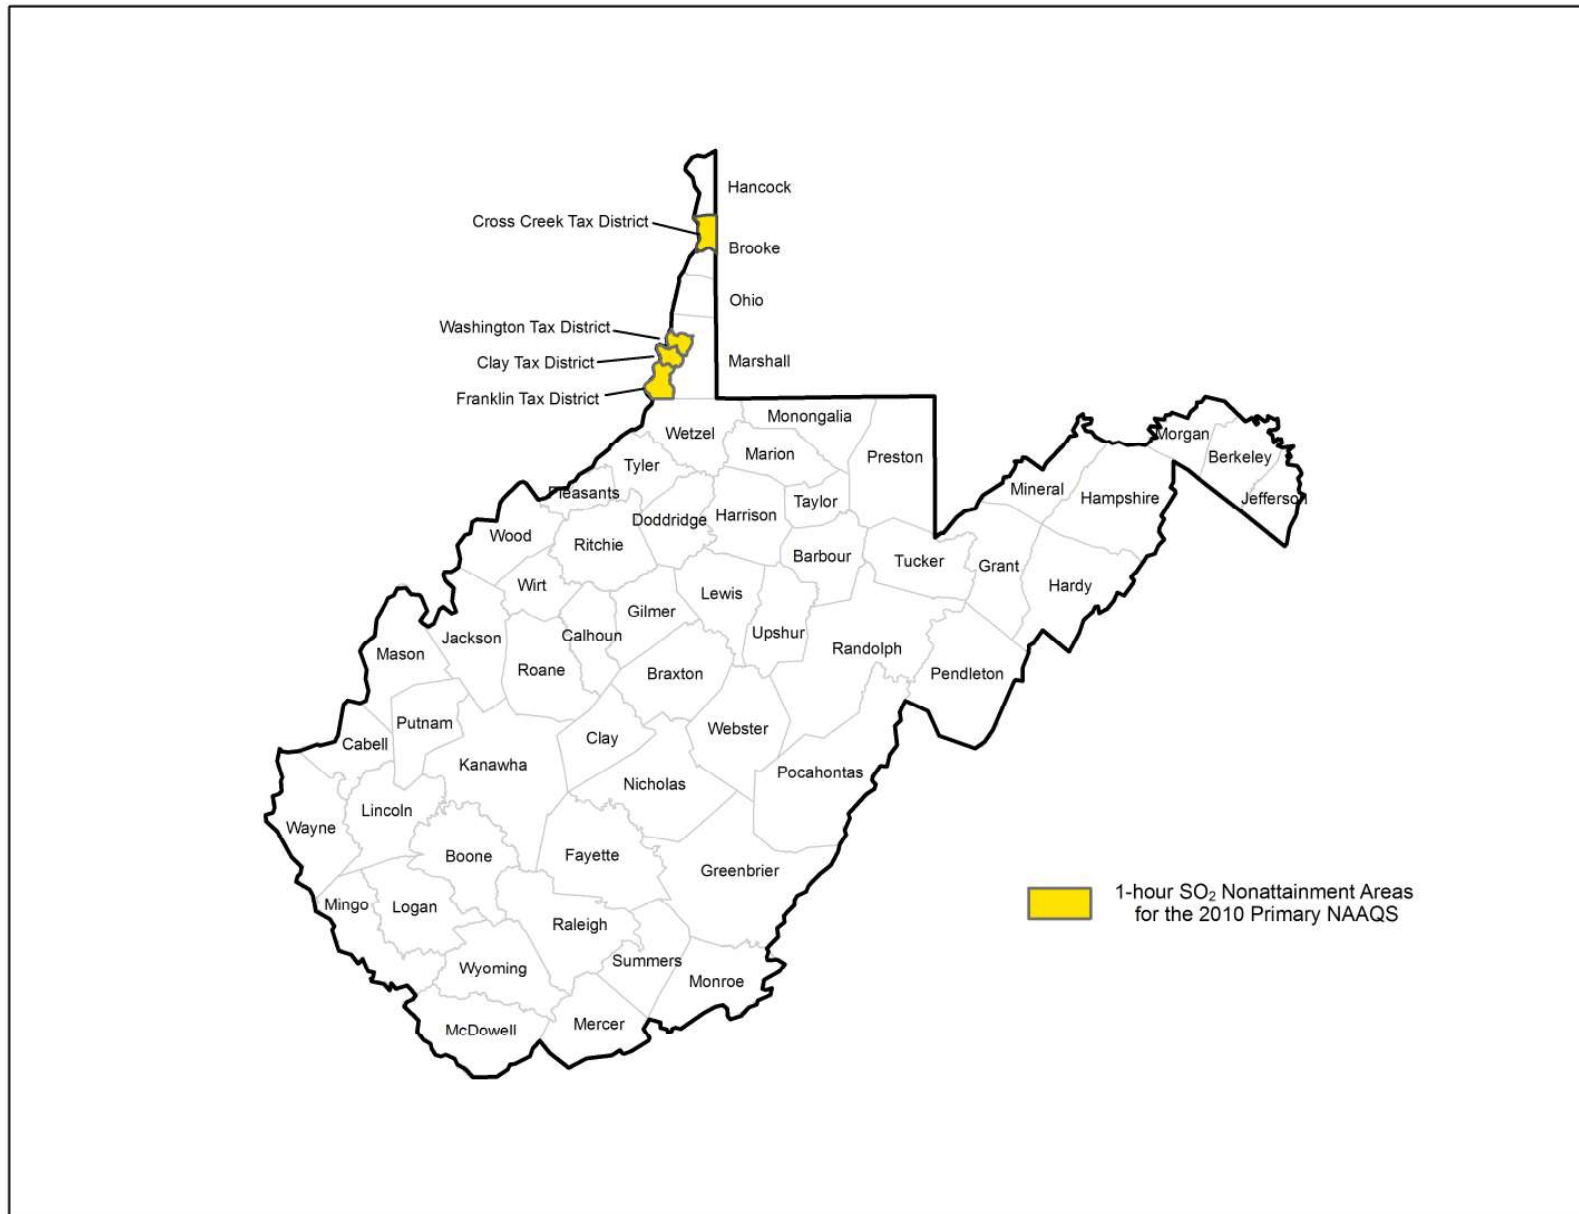 Hancock
Cross Creek Tax District
Brooke
Ohio
Washington Tax District
Clay Tax District
Marshall
Franklin Tax District
Monongalia
Wetzel
Morgan
Marion
Preston
Berkeley
Tyler
Pleasants
Mineral
Hampshire
Jefferson
Taylor
Harrison
Doddridge
Wood
Ritchie
Barbour
Tucker
Grant
Wirt
Hardy
Lewis
Gilmer
Upshur
Calhoun
Jackson
Randolph
Mason
Roane
Braxton
Pendleton
Putnam
Webster
Clay
Cabell
Kanawha
Pocahontas
Nicholas
Lincoln
Wayne
Boone
Fayette
Greenbrier
1-hour SO₂ Nonattainment Areas
for the 2010 Primary NAAQS
Mingo
Logan
Raleigh
Summers
Wyoming
Monroe
Mercer
McDowell